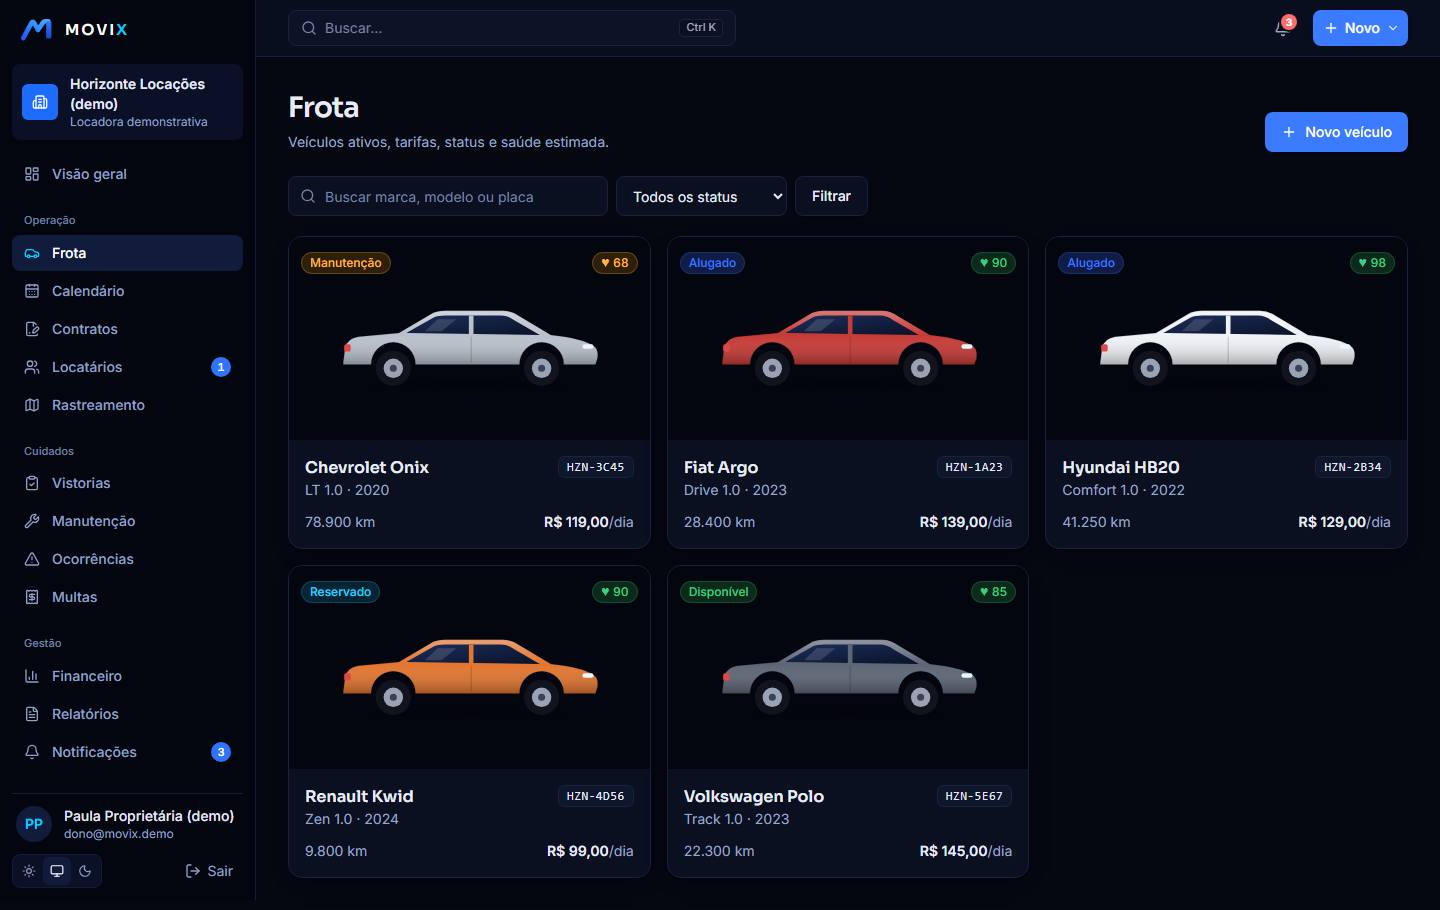 MOVIX
Horizonte Locações
(demo)
Locadora demonstrativa
Visão geral
Operação
Frota
Calendário
Contratos
Locatários 1
Rastreamento
Cuidados
Vistorias
Manutenção
Ocorrências
Multas
Gestão
Financeiro
Relatórios
Notificações 3
PP
Paula Proprietária (demo)
dono@movix.demo
Sair
Buscar... Ctrl K
3
Novo
Frota
Veículos ativos, tarifas, status e saúde estimada.
Novo veículo
Buscar marca, modelo ou placa
Todos os status
Filtrar
Manutenção ♥ 68
Chevrolet Onix HZN-3C45
LT 1.0 · 2020
78.900 km R$ 119,00/dia
Alugado ♥ 90
Fiat Argo HZN-1A23
Drive 1.0 · 2023
28.400 km R$ 139,00/dia
Alugado ♥ 98
Hyundai HB20 HZN-2B34
Comfort 1.0 · 2022
41.250 km R$ 129,00/dia
Reservado ♥ 90
Renault Kwid HZN-4D56
Zen 1.0 · 2024
9.800 km R$ 99,00/dia
Disponível ♥ 85
Volkswagen Polo HZN-5E67
Track 1.0 · 2023
22.300 km R$ 145,00/dia